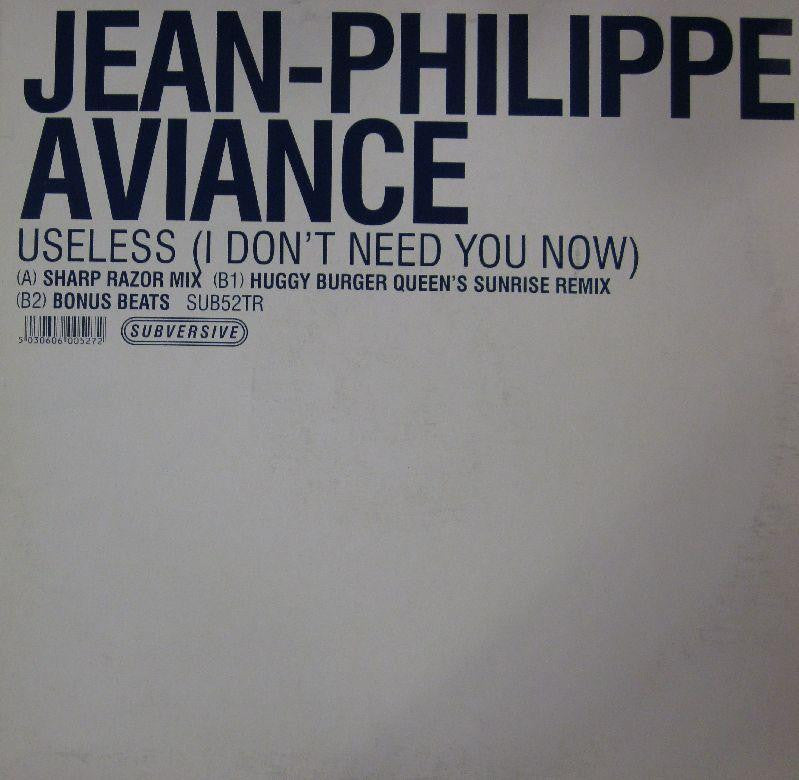 JEAN-PHILIPPE
AVIANCE
USELESS (I DON'T NEED YOU NOW)
(A) SHARP RAZOR MIX (B1) HUGGY BURGER QUEEN'S SUNRISE REMIX
(B2) BONUS BEATS SUB52TR
5 030606 005272
SUBVERSIVE